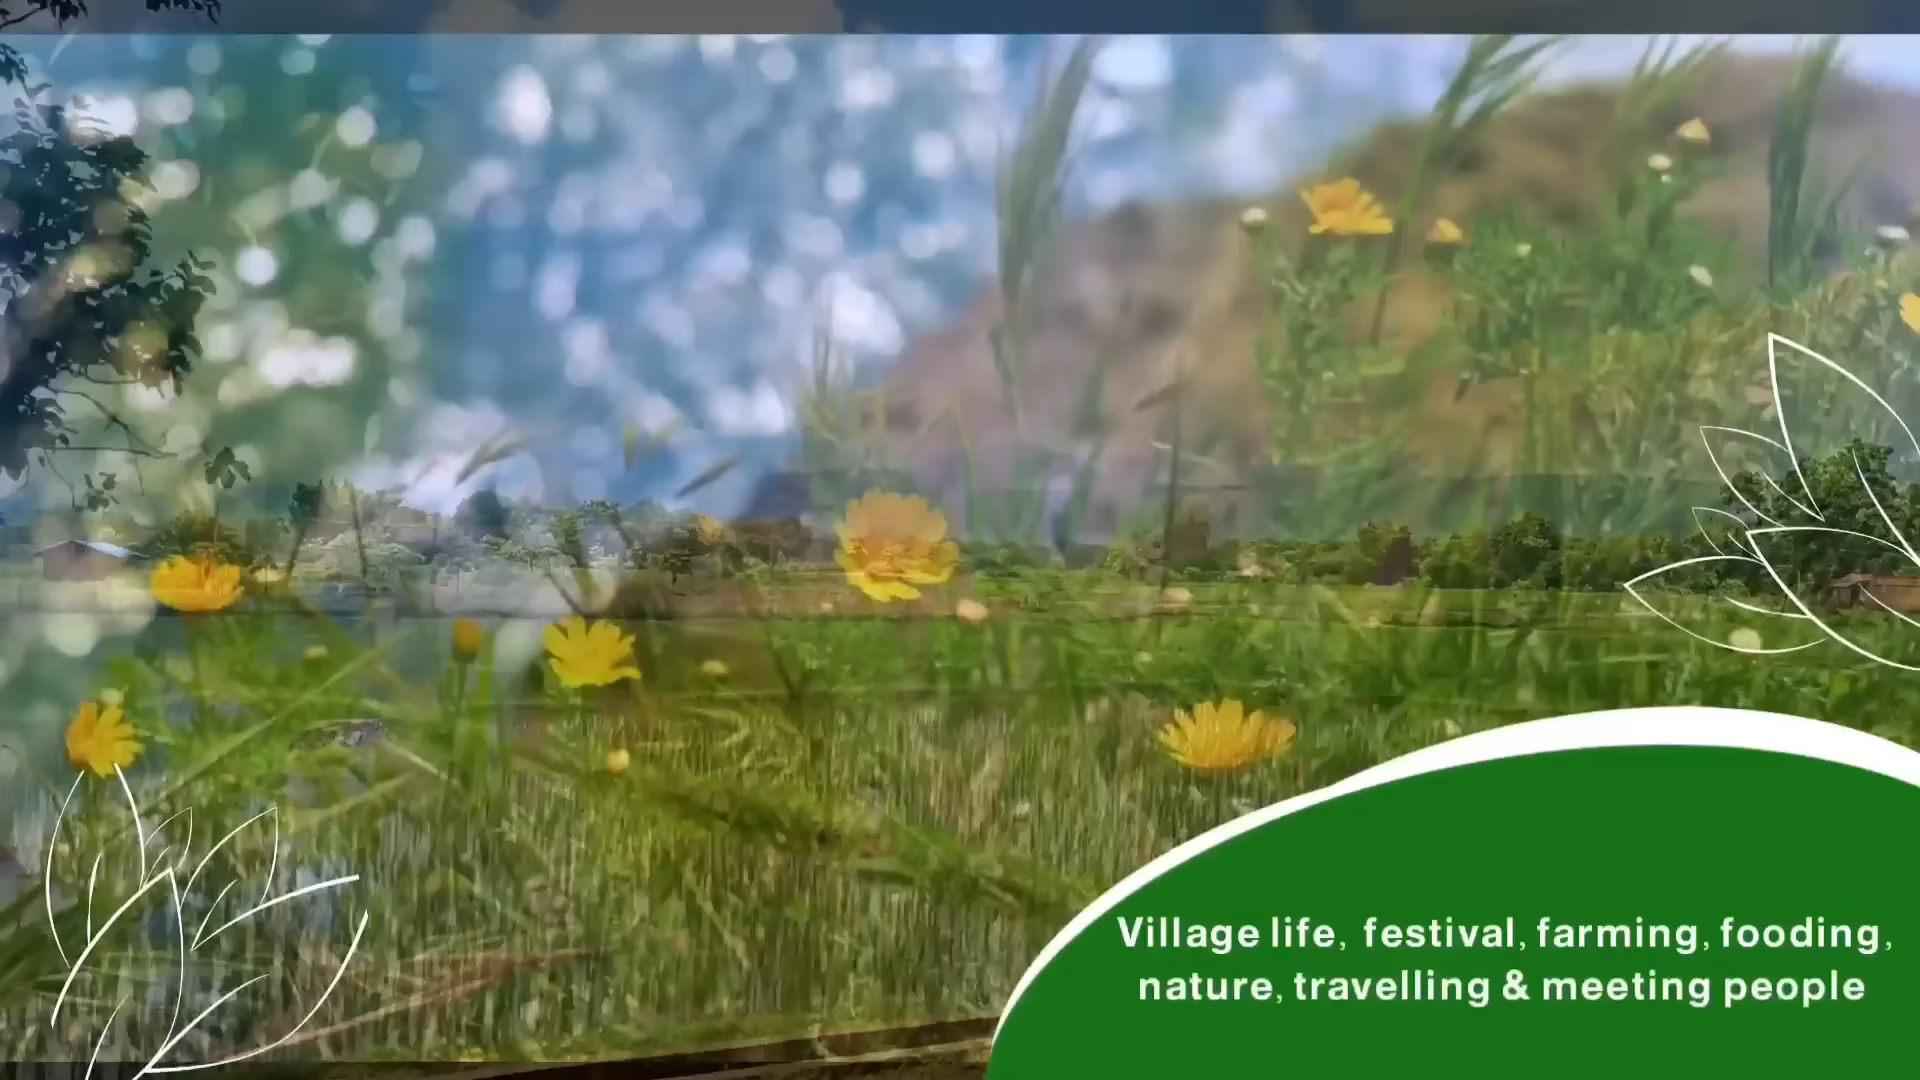 Village life, festival, farming, fooding,
nature, travelling & meeting people